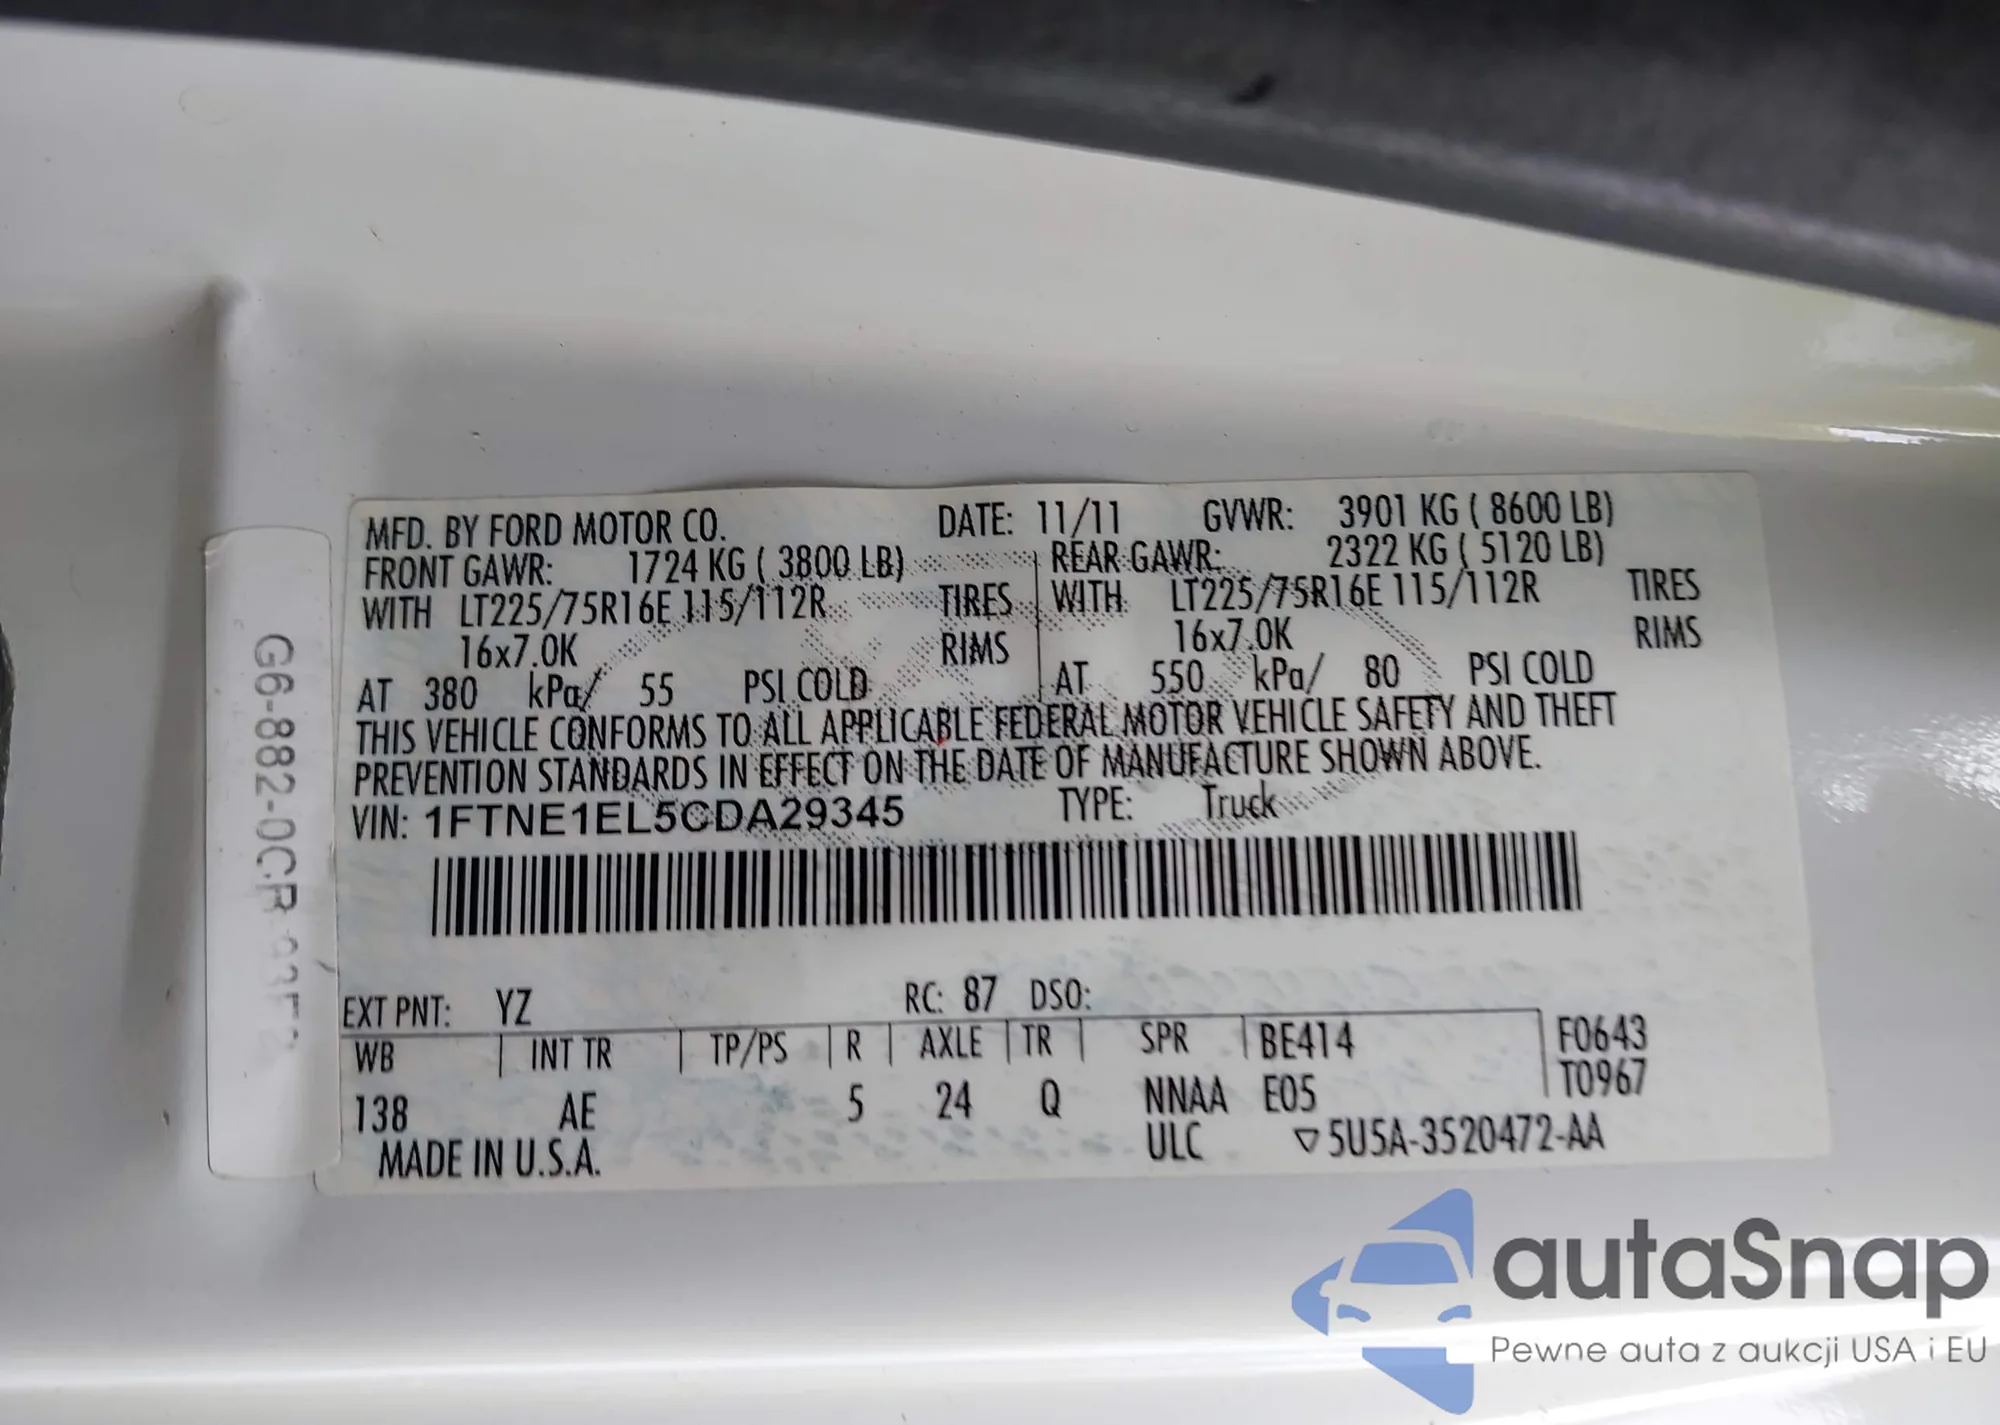 MFD. BY FORD MOTOR CO. DATE: 11/11 GVWR: 3901 KG ( 8600 LB)
FRONT GAWR: 1724 KG ( 3800 LB) REAR GAWR: 2322 KG ( 5120 LB)
WITH LT225/75R16E 115/112R TIRES WITH LT225/75R16E 115/112R TIRES
16x7.0K RIMS 16x7.0K RIMS
AT 380 kPa/ 55 PSI COLD AT 550 kPa/ 80 PSI COLD
THIS VEHICLE CONFORMS TO ALL APPLICABLE FEDERAL MOTOR VEHICLE SAFETY AND THEFT
PREVENTION STANDARDS IN EFFECT ON THE DATE OF MANUFACTURE SHOWN ABOVE.
VIN: 1FTNE1EL5CDA29345 TYPE: Truck
EXT PNT: YZ RC: 87 DSO:
WB INT TR TP/PS R AXLE TR SPR BE414 F0643
138 AE 5 24 Q NNAA E05 T0967
MADE IN U.S.A. ULC ▽5U5A-3520472-AA
G6-882-0CR
autaSnap
Pewne auta z aukcji USA i EU